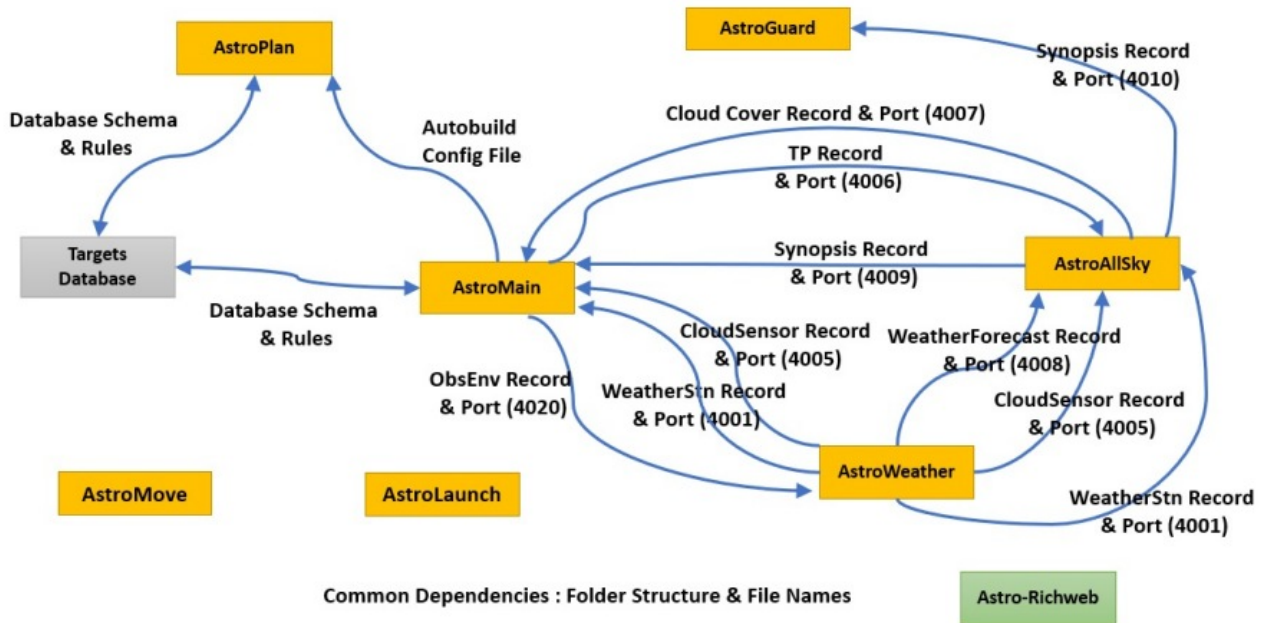 AstroPlan
AstroGuard
Synopsis Record
& Port (4010)
Database Schema
& Rules
Autobuild
Config File
Cloud Cover Record & Port (4007)
TP Record
& Port (4006)
Targets
Database
AstroMain
Synopsis Record
& Port (4009)
AstroAllSky
Database Schema
& Rules
CloudSensor Record
& Port (4005)
WeatherForecast Record
& Port (4008)
ObsEnv Record
& Port (4020)
WeatherStn Record
& Port (4001)
CloudSensor Record
& Port (4005)
AstroMove
AstroLaunch
AstroWeather
WeatherStn Record
& Port (4001)
Common Dependencies : Folder Structure & File Names
Astro-Richweb